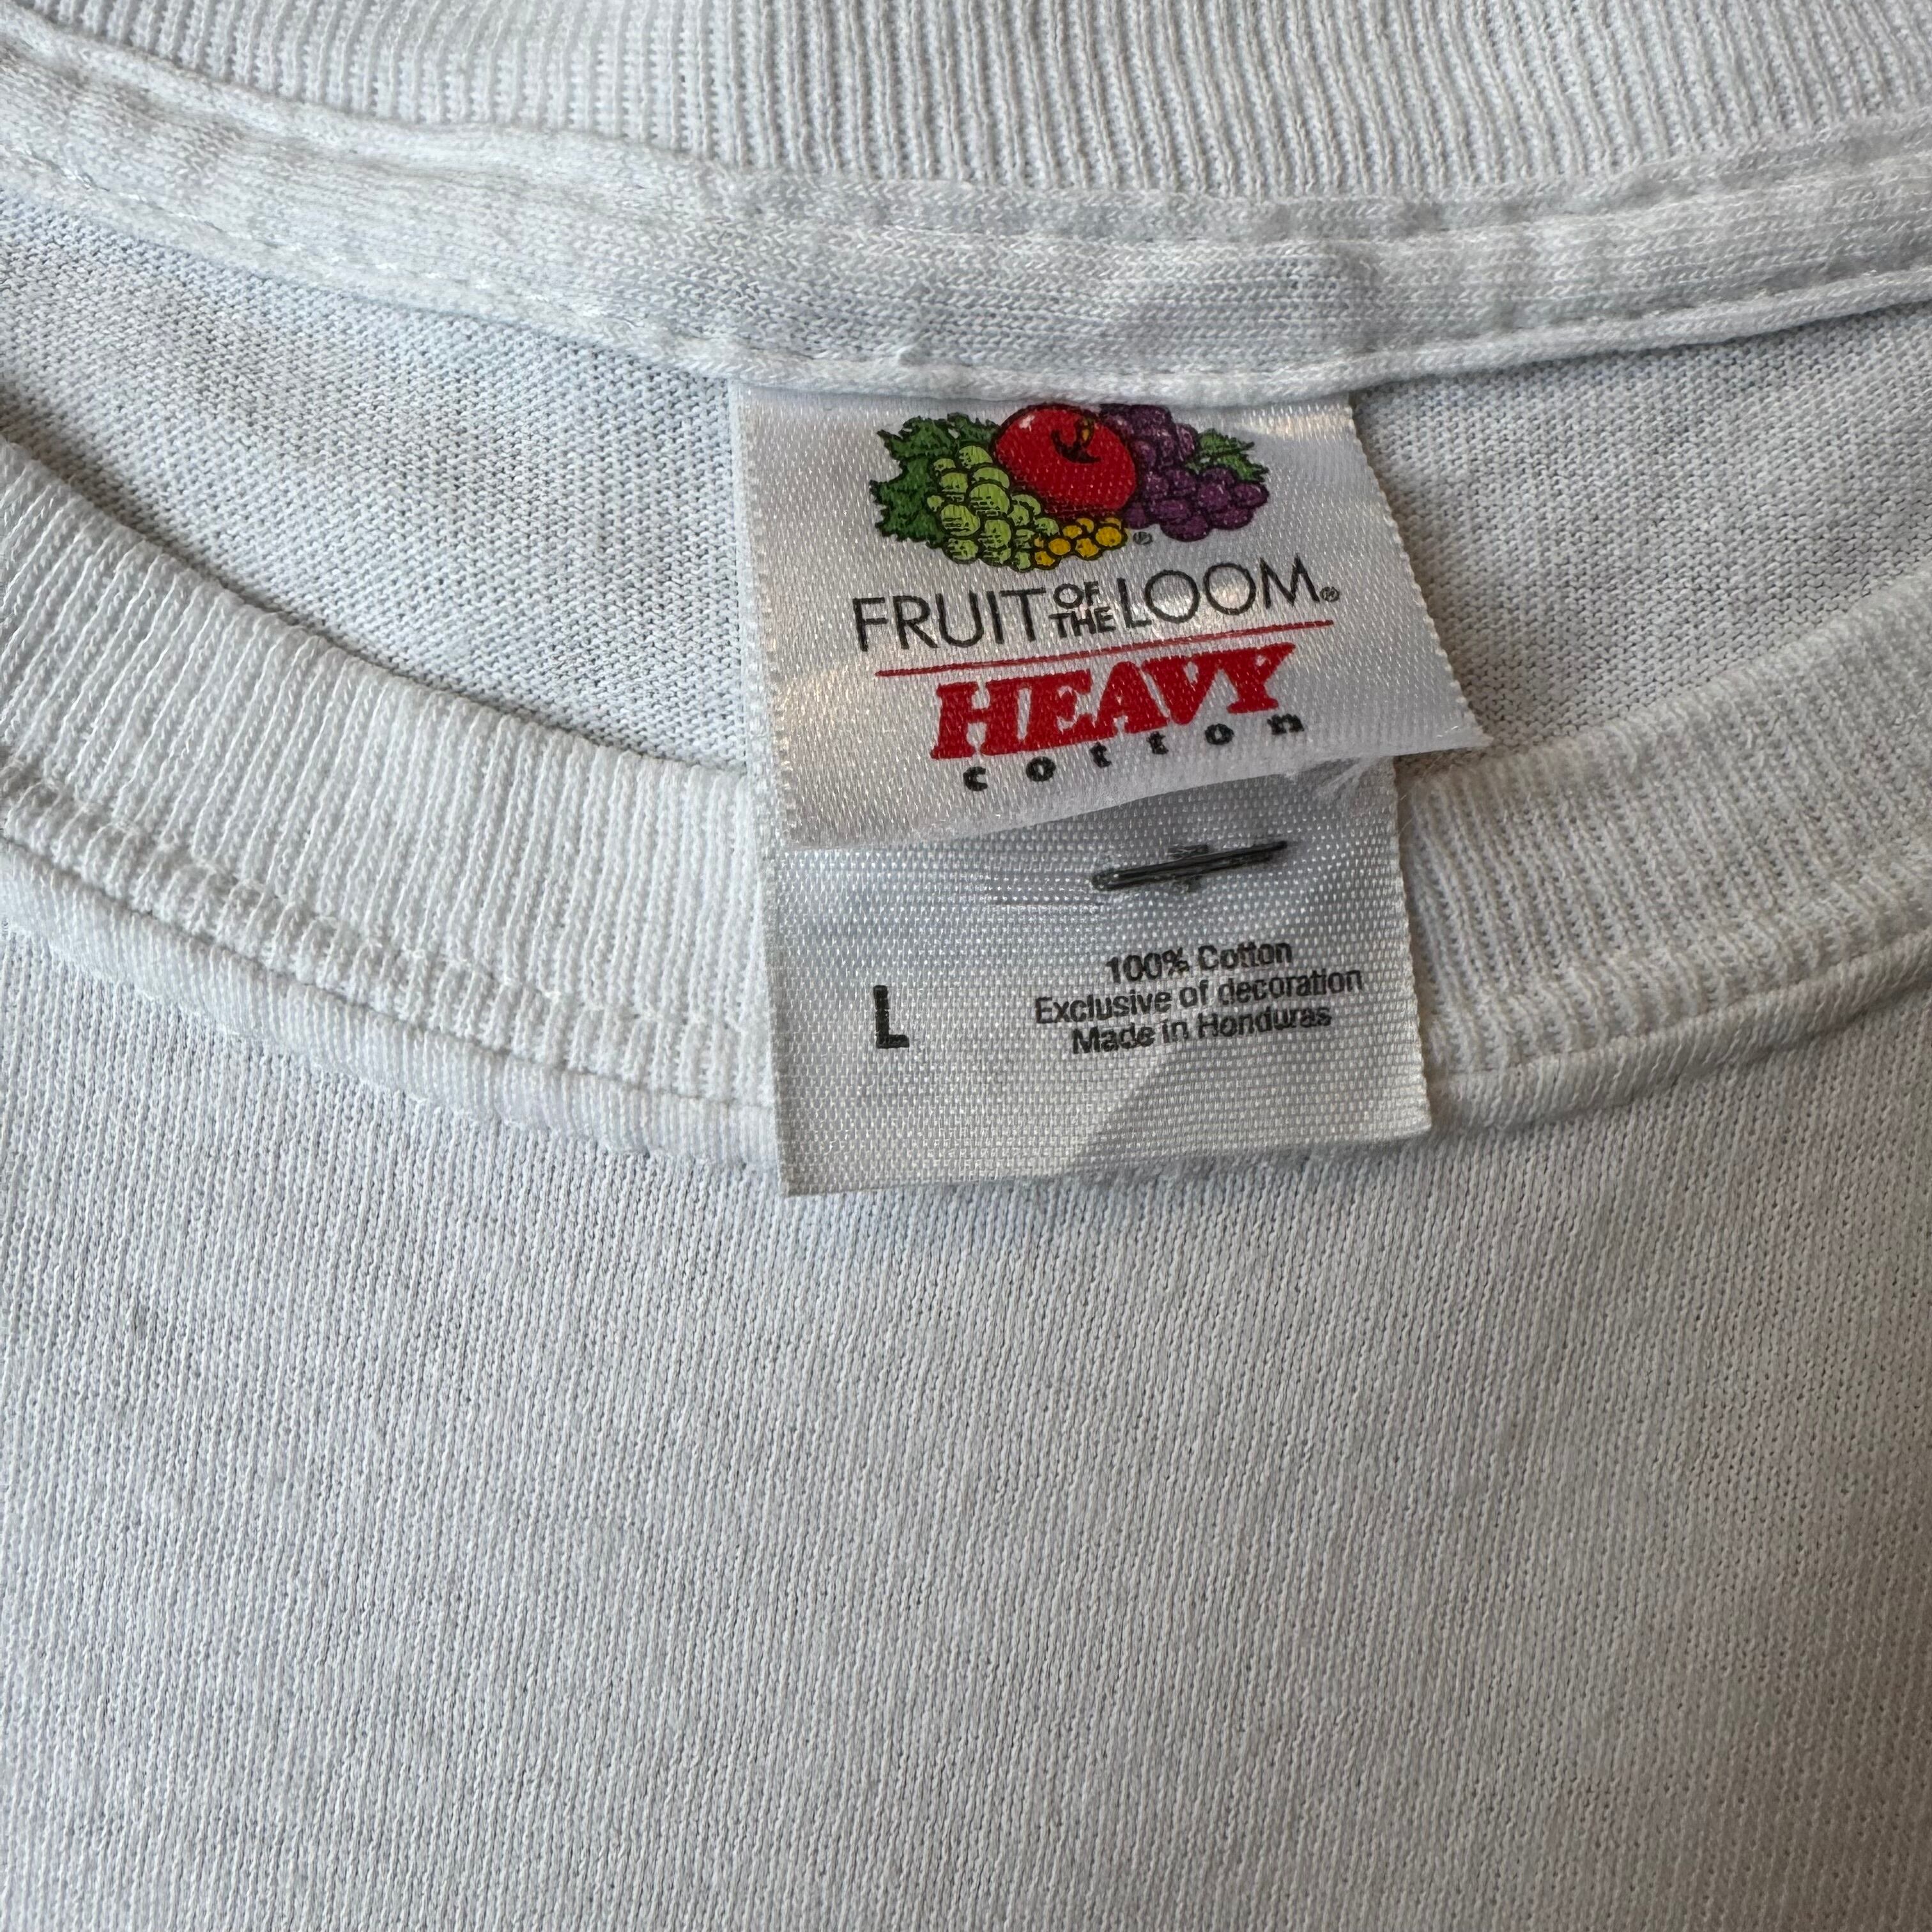 FRUIT OF THE LOOM®
HEAVY
cotton
L
100% Cotton
Exclusive of decoration
Made in Honduras